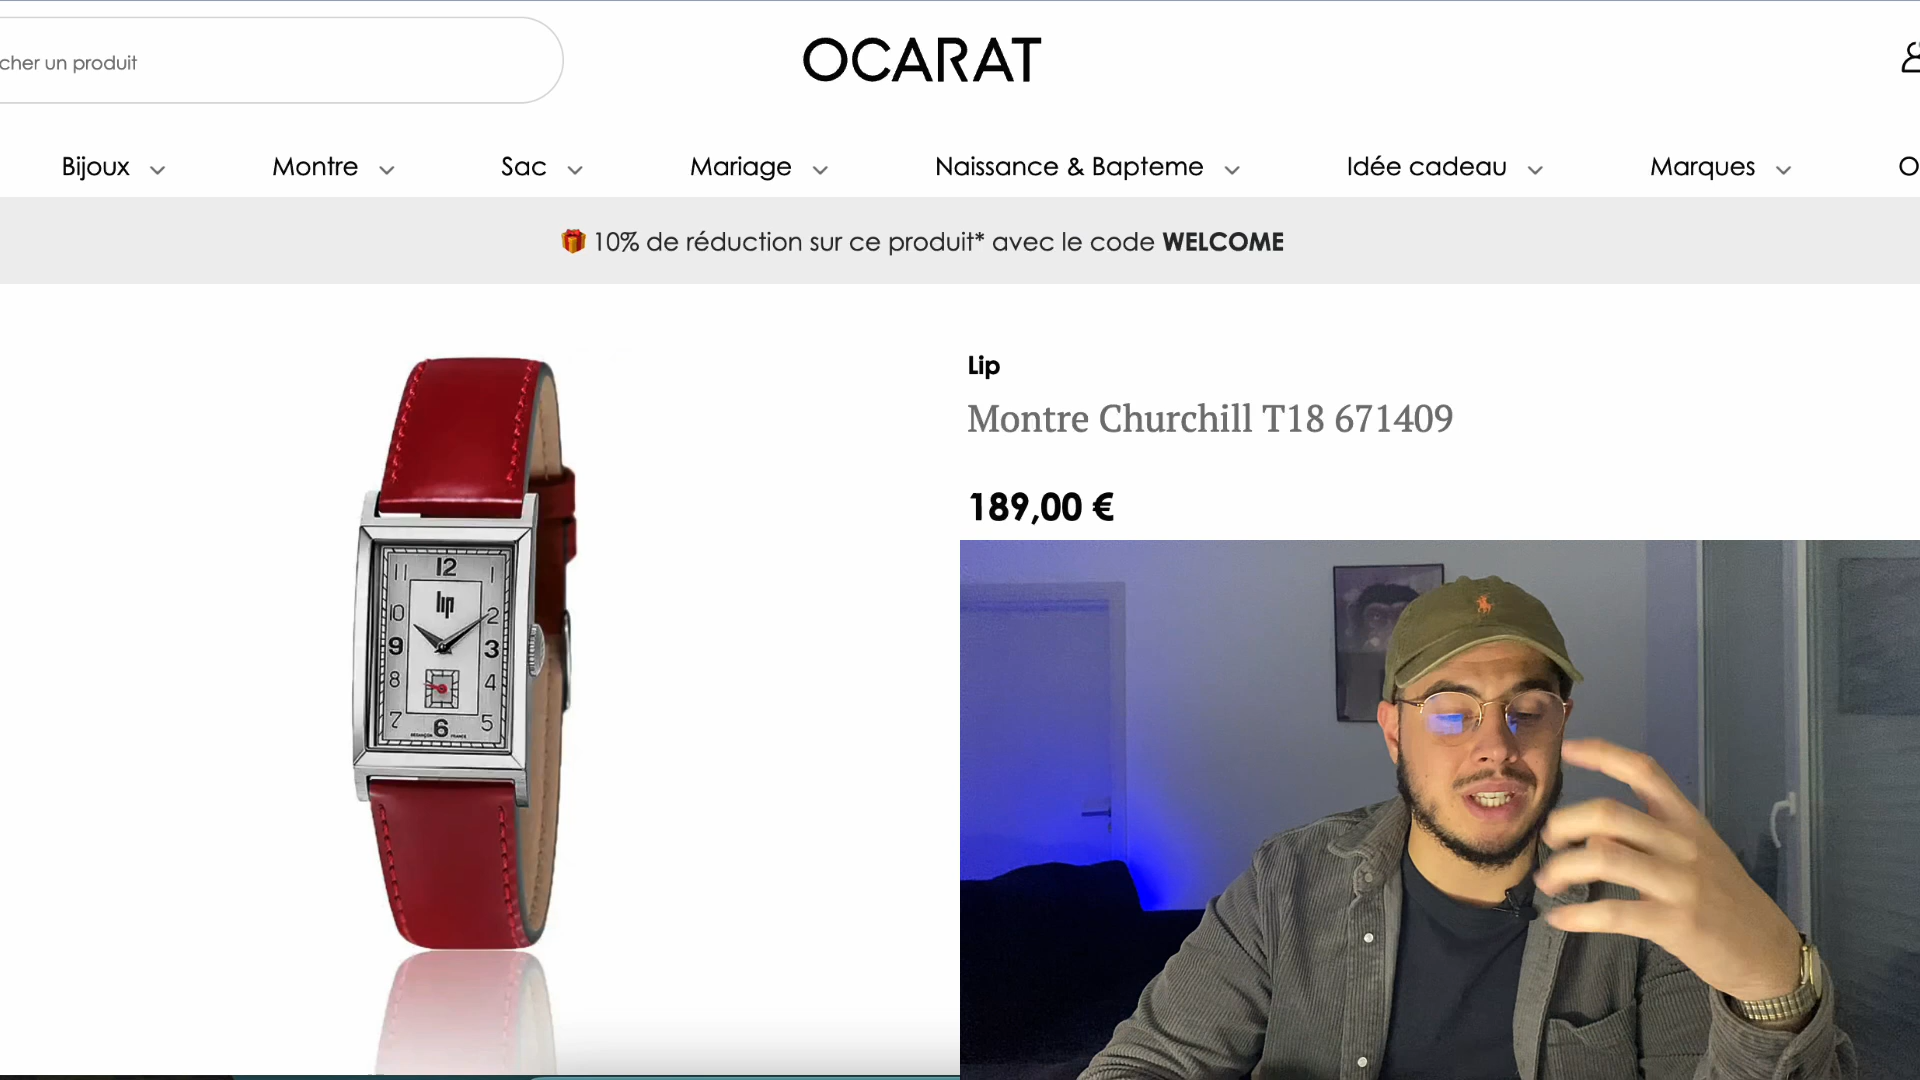 cher un produit
OCARAT
Bijoux
Montre
Sac
Mariage
Naissance & Bapteme
Idée cadeau
Marques
O
10% de réduction sur ce produit* avec le code WELCOME
Lip
Montre Churchill T18 671409
189,00 €
11 12 1
lip
10 2
9 3
8 4
7 6 5
BESANÇON FRANCE